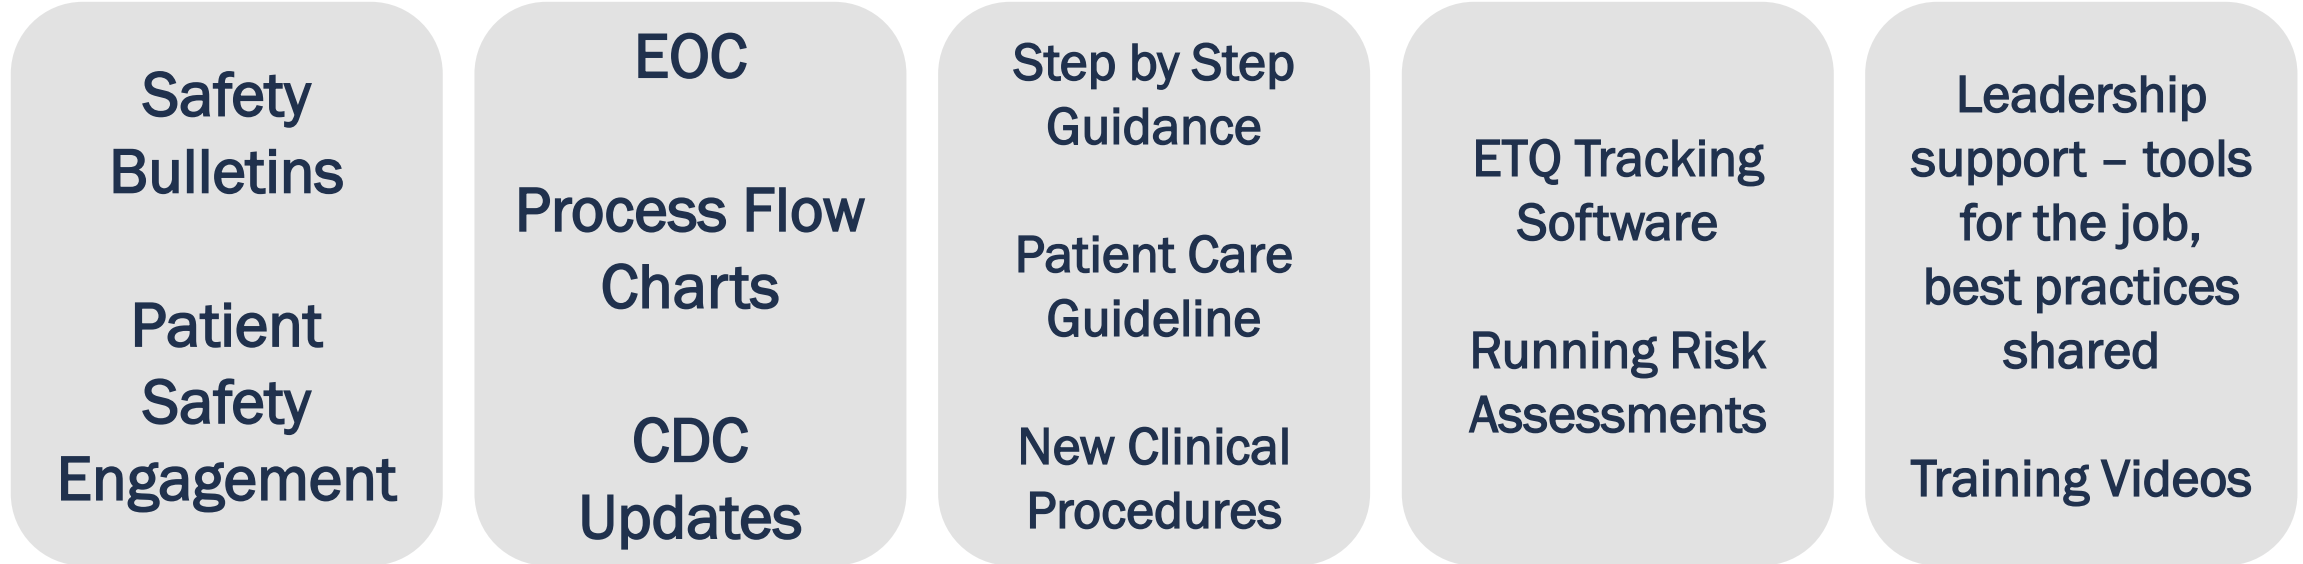 Safety
Bulletins
Patient
Safety
Engagement
EOC
Process Flow
Charts
CDC
Updates
Step by Step
Guidance
Patient Care
Guideline
New Clinical
Procedures
ETQ Tracking
Software
Running Risk
Assessments
Leadership
support – tools
for the job,
best practices
shared
Training Videos